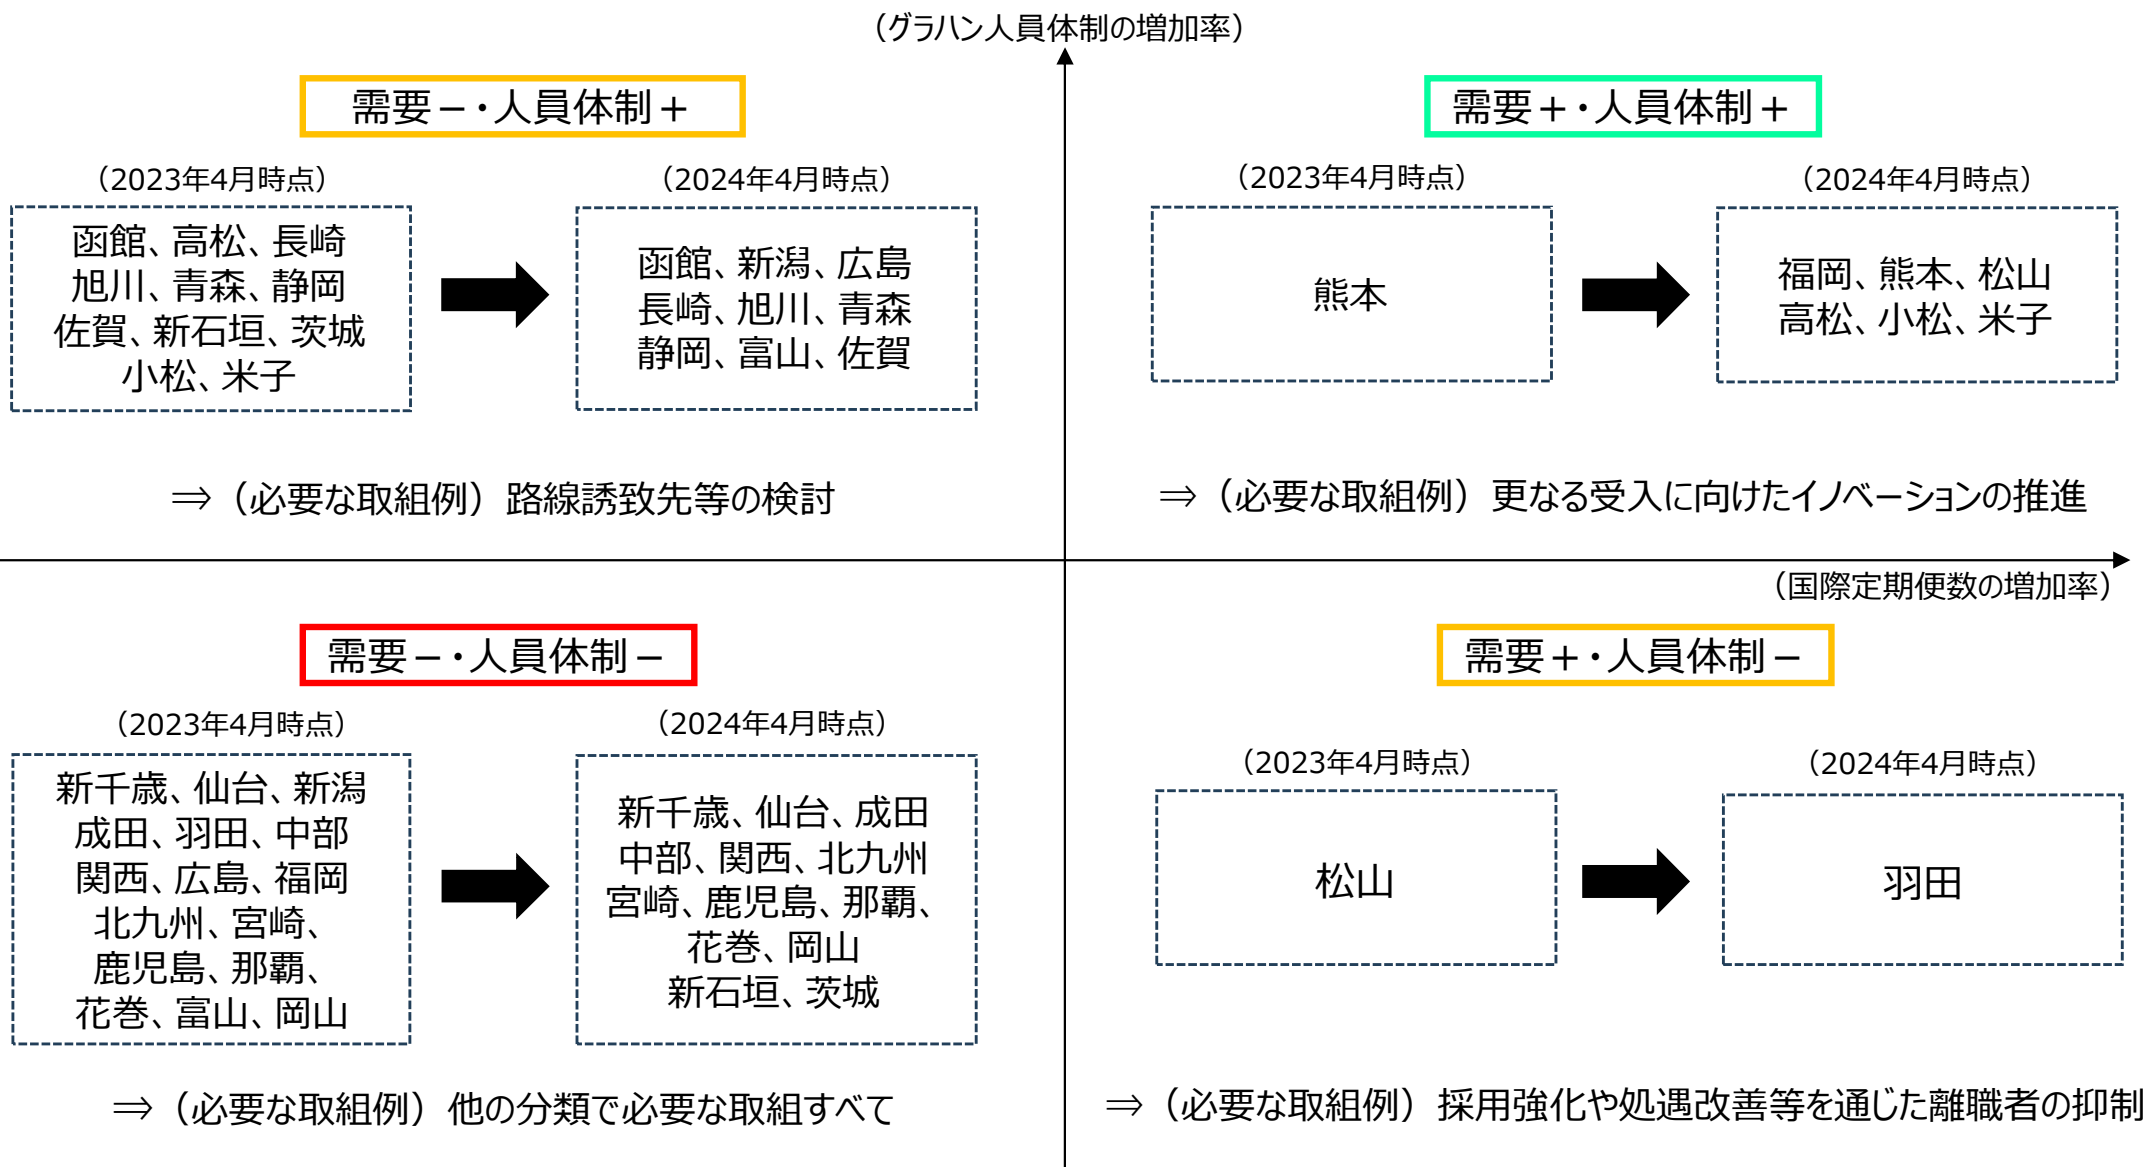 （グラハン人員体制の増加率）
需要－・人員体制＋
（2023年4月時点）
函館、高松、長崎
旭川、青森、静岡
佐賀、新石垣、茨城
小松、米子
（2024年4月時点）
函館、新潟、広島
長崎、旭川、青森
静岡、富山、佐賀
⇒（必要な取組例）路線誘致先等の検討
需要＋・人員体制＋
（2023年4月時点）
熊本
（2024年4月時点）
福岡、熊本、松山
高松、小松、米子
⇒（必要な取組例）更なる受入に向けたイノベーションの推進
（国際定期便数の増加率）
需要－・人員体制－
（2023年4月時点）
新千歳、仙台、新潟
成田、羽田、中部
関西、広島、福岡
北九州、宮崎、
鹿児島、那覇、
花巻、富山、岡山
（2024年4月時点）
新千歳、仙台、成田
中部、関西、北九州
宮崎、鹿児島、那覇、
花巻、岡山
新石垣、茨城
⇒（必要な取組例）他の分類で必要な取組すべて
需要＋・人員体制－
（2023年4月時点）
松山
（2024年4月時点）
羽田
⇒（必要な取組例）採用強化や処遇改善等を通じた離職者の抑制